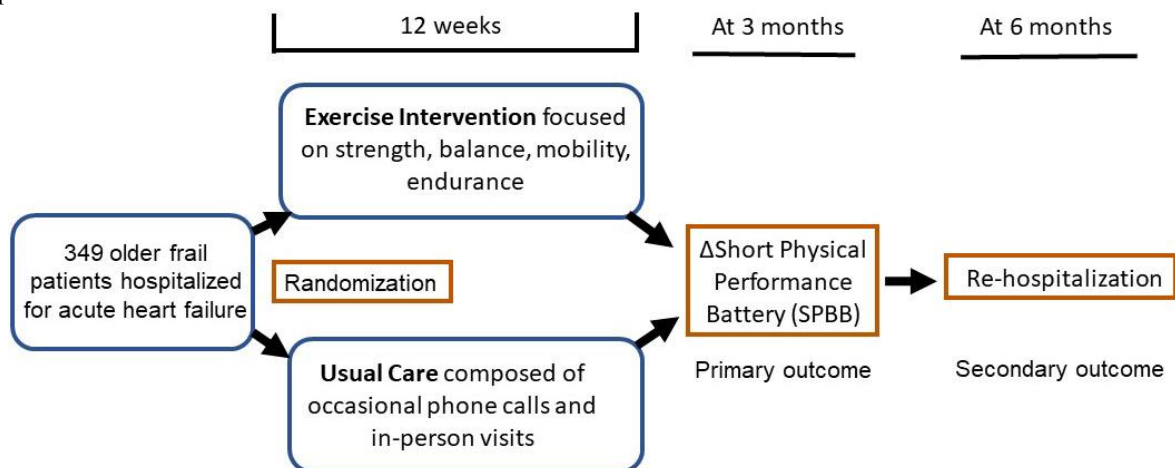 12 weeks
At 3 months
At 6 months
Exercise Intervention focused
on strength, balance, mobility,
endurance
349 older frail
patients hospitalized
for acute heart failure
Randomization
ΔShort Physical
Performance
Battery (SPBB)
Re-hospitalization
Primary outcome
Secondary outcome
Usual Care composed of
occasional phone calls and
in-person visits